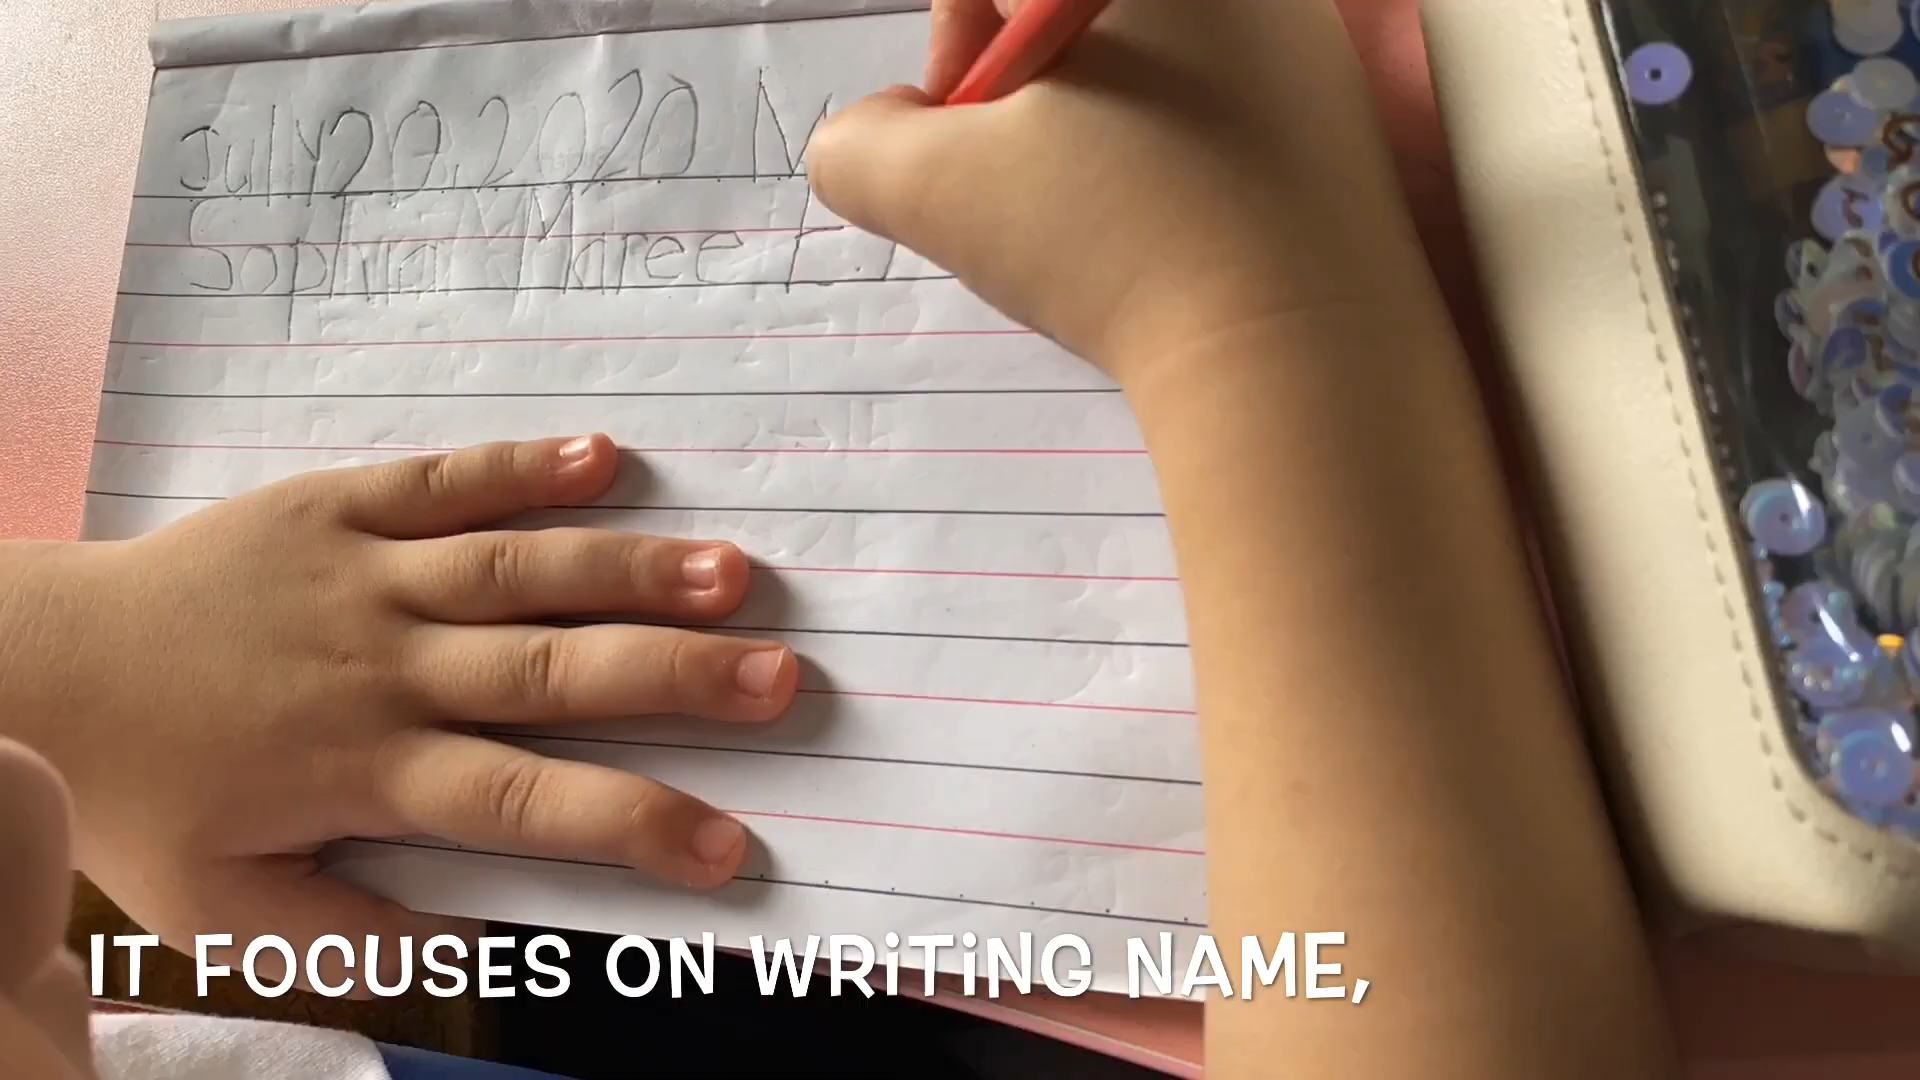 July 20, 2020 M
Sophia Maree E.
IT FOCUSES ON WRITING NAME,